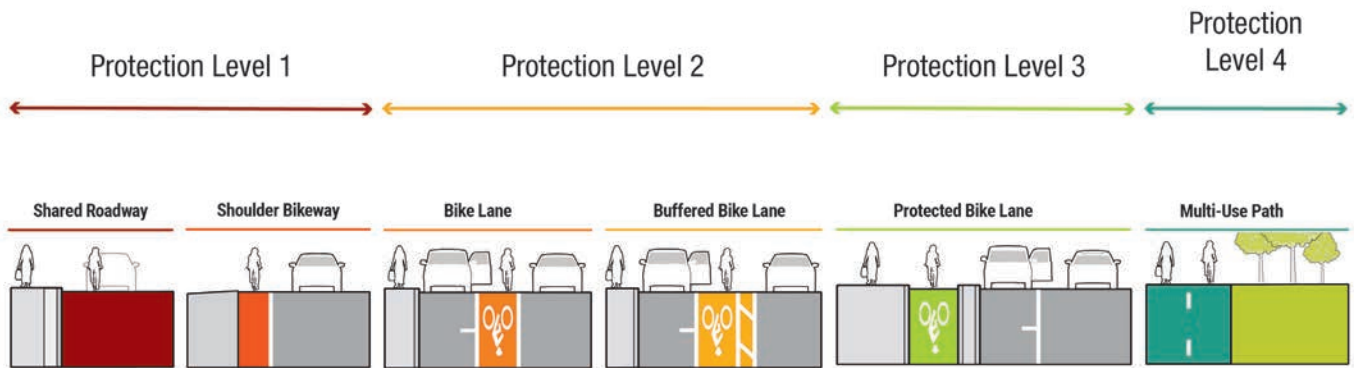 Protection Level 1
Protection Level 2
Protection Level 3
Protection
Level 4
Shared Roadway
Shoulder Bikeway
Bike Lane
Buffered Bike Lane
Protected Bike Lane
Multi-Use Path